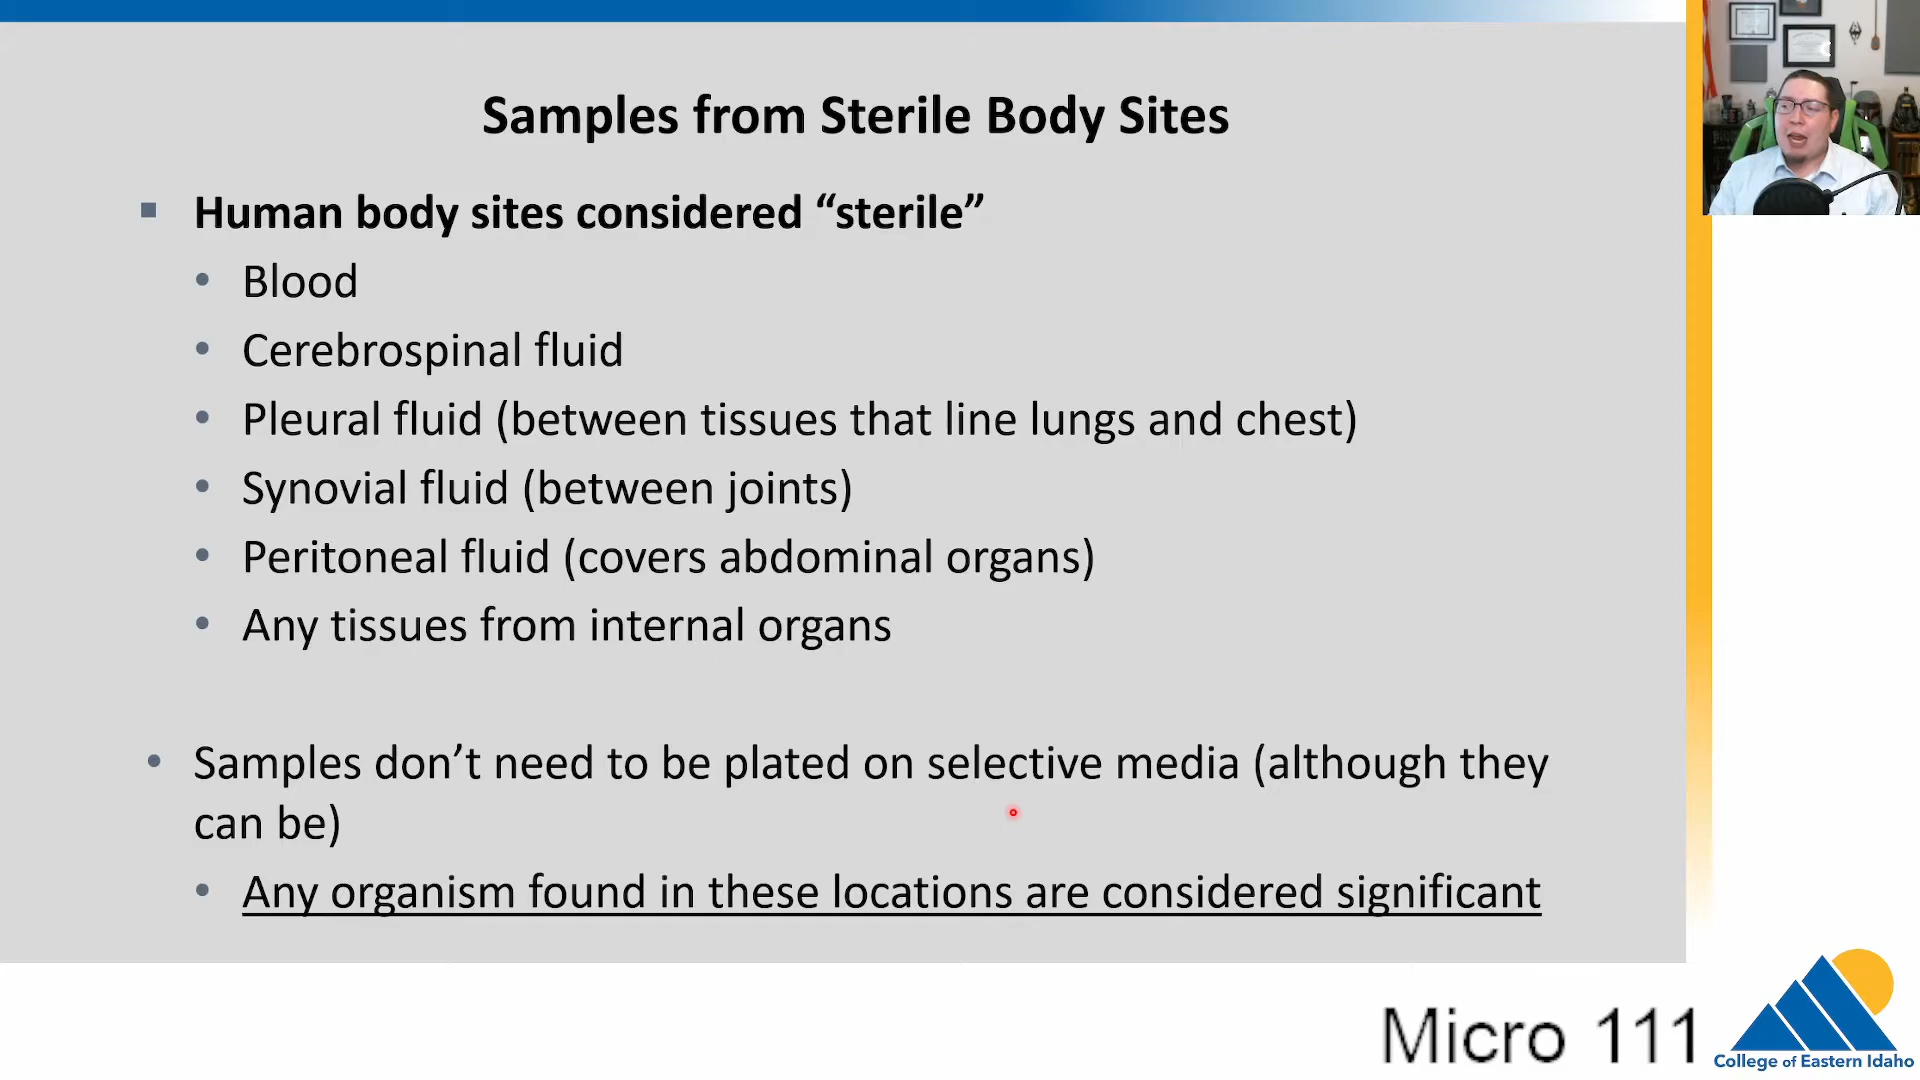 Samples from Sterile Body Sites
▪ Human body sites considered “sterile”
• Blood
• Cerebrospinal fluid
• Pleural fluid (between tissues that line lungs and chest)
• Synovial fluid (between joints)
• Peritoneal fluid (covers abdominal organs)
• Any tissues from internal organs
• Samples don’t need to be plated on selective media (although they
can be)
• Any organism found in these locations are considered significant
Micro 111
College of Eastern Idaho